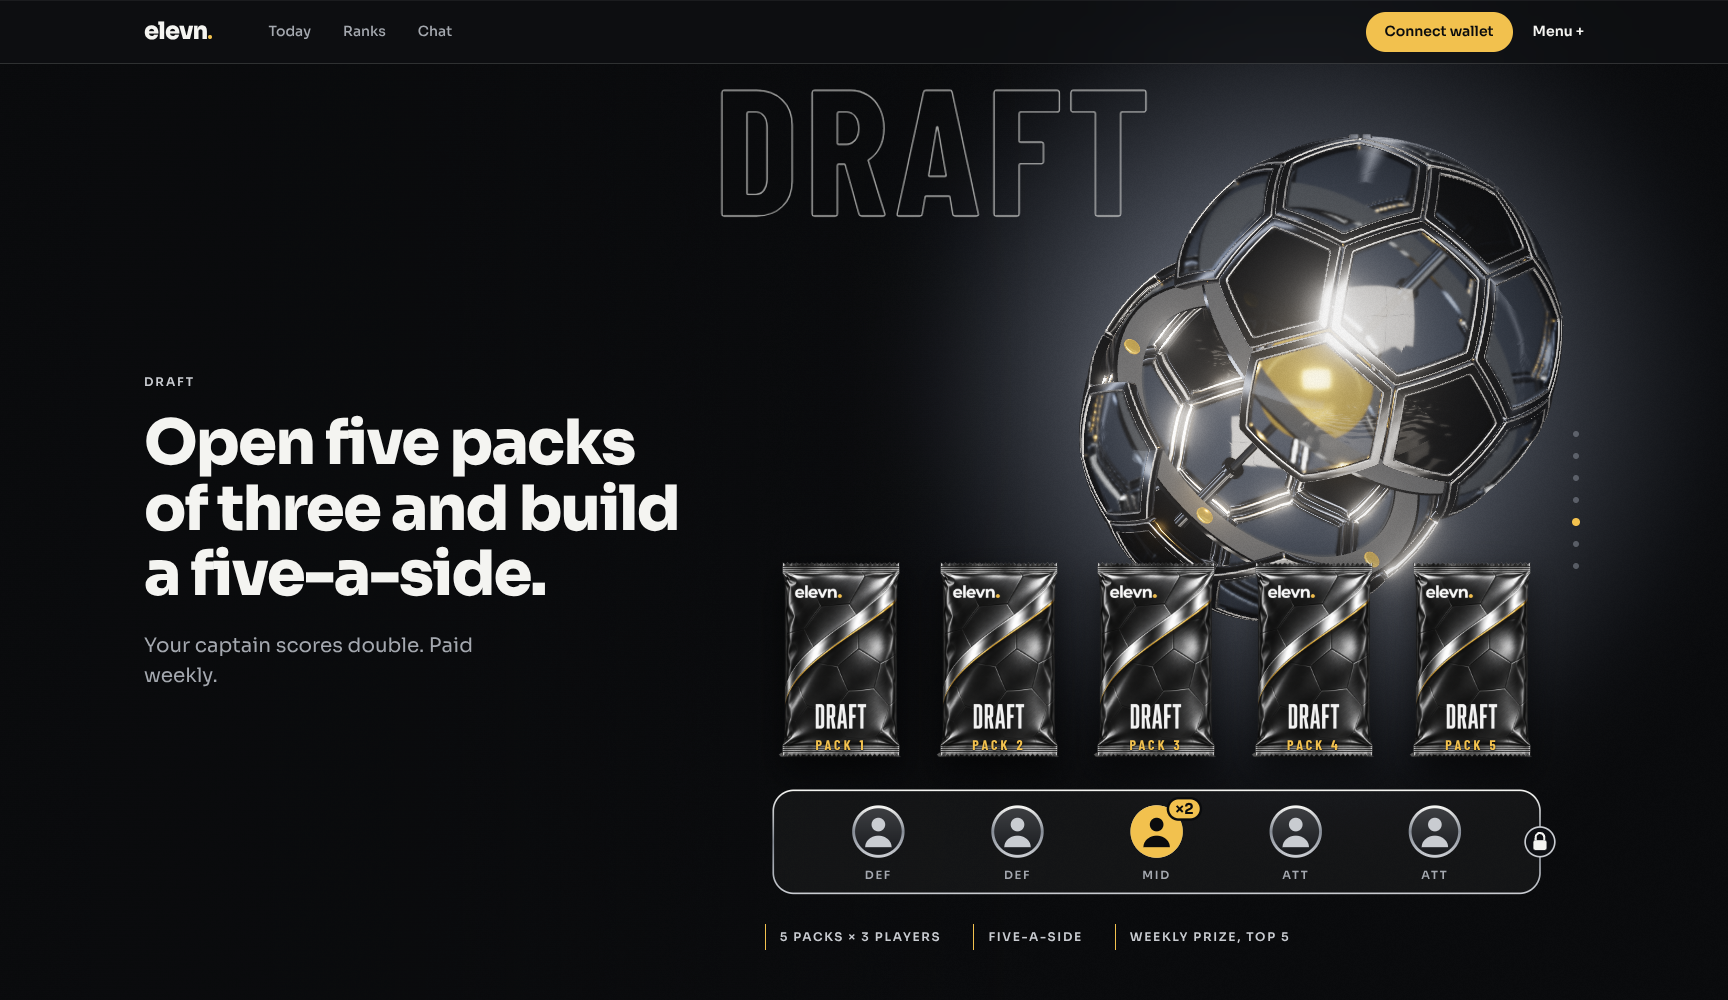 elevn.
Today
Ranks
Chat
Connect wallet
Menu +
DRAFT
DRAFT
Open five packs
of three and build
a five-a-side.
Your captain scores double. Paid
weekly.
elevn.
DRAFT
PACK 1
elevn.
DRAFT
PACK 2
elevn.
DRAFT
PACK 3
elevn.
DRAFT
PACK 4
elevn.
DRAFT
PACK 5
DEF
DEF
×2
MID
ATT
ATT
5 PACKS × 3 PLAYERS
FIVE-A-SIDE
WEEKLY PRIZE, TOP 5